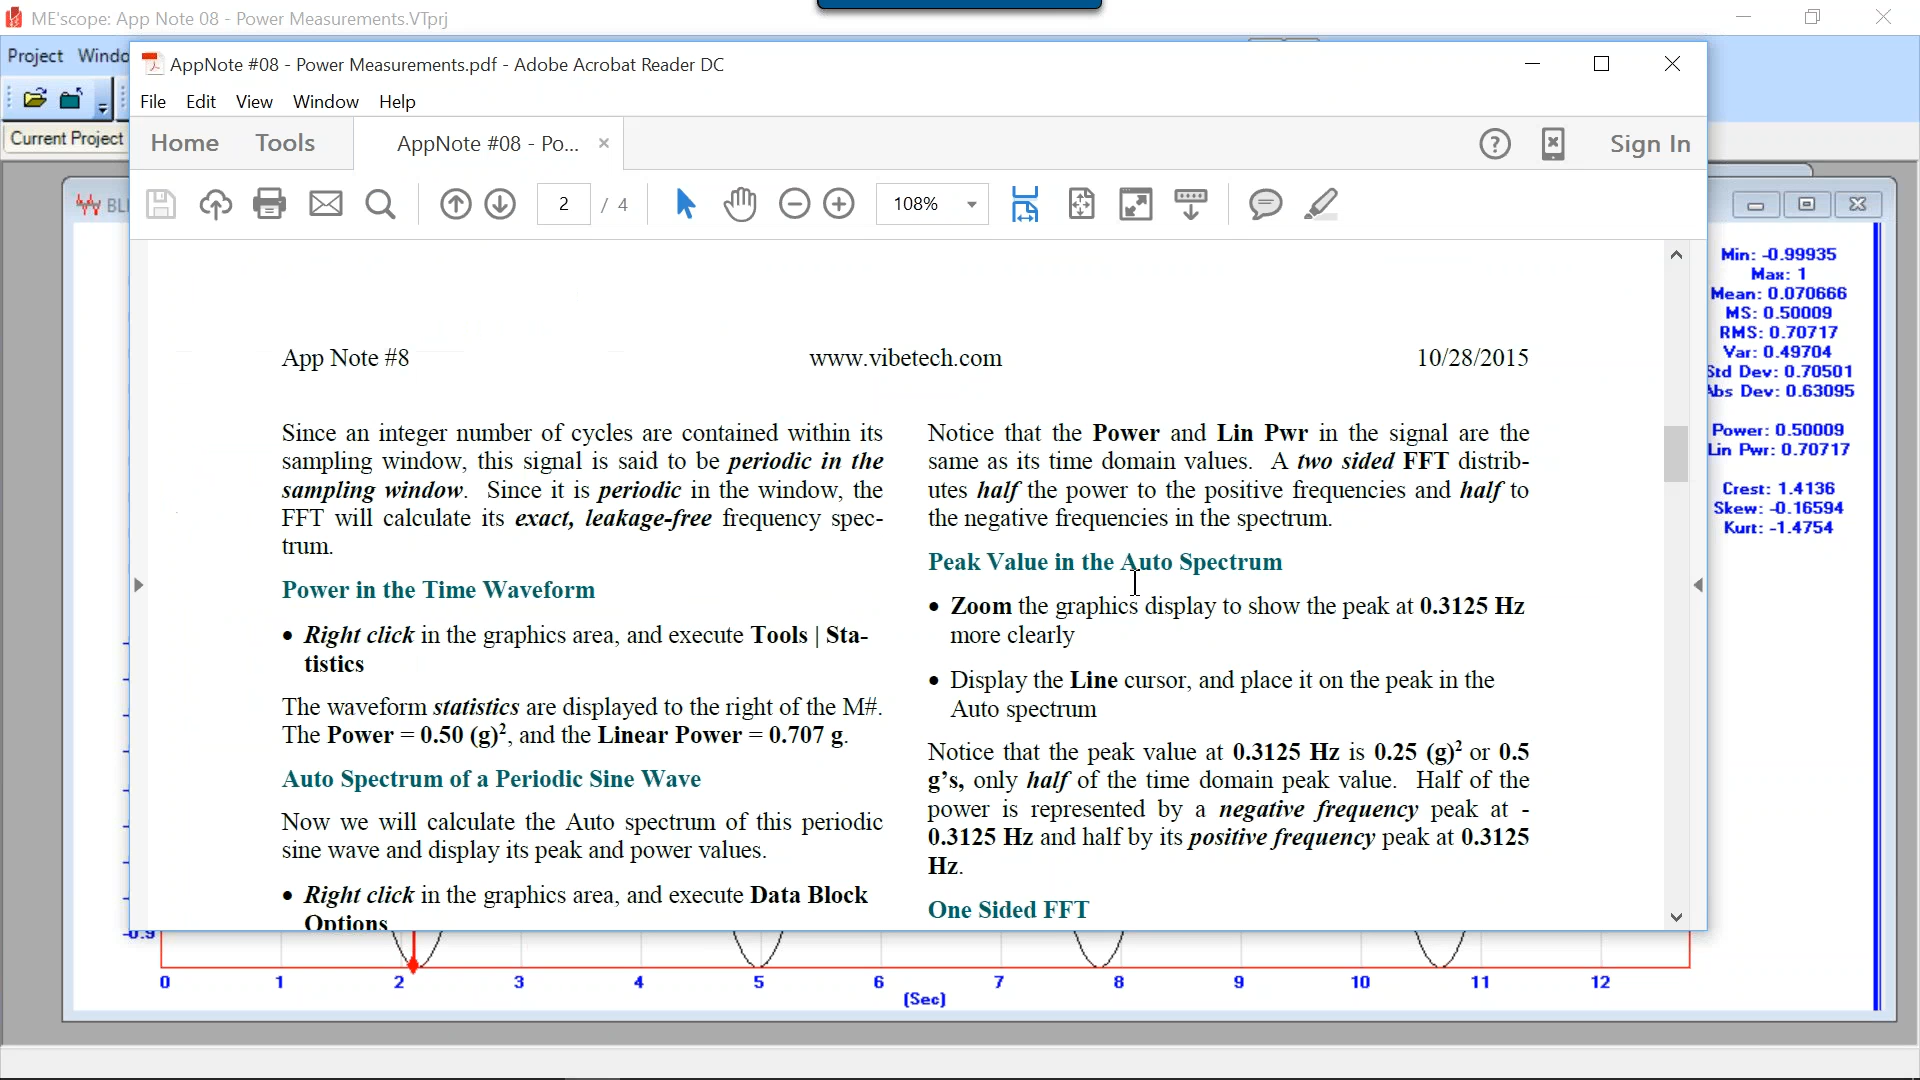 ME'scope: App Note 08 - Power Measurements.VTprj
Project Windo
Current Project
AppNote #08 - Power Measurements.pdf - Adobe Acrobat Reader DC
File Edit View Window Help
Home Tools AppNote #08 - Po... × Sign In
2 / 4 108%
App Note #8 www.vibetech.com 10/28/2015
Since an integer number of cycles are contained within its
sampling window, this signal is said to be periodic in the
sampling window. Since it is periodic in the window, the
FFT will calculate its exact, leakage-free frequency spec-
trum.
Power in the Time Waveform
• Right click in the graphics area, and execute Tools | Sta-
tistics
The waveform statistics are displayed to the right of the M#.
The Power = 0.50 (g)², and the Linear Power = 0.707 g.
Auto Spectrum of a Periodic Sine Wave
Now we will calculate the Auto spectrum of this periodic
sine wave and display its peak and power values.
• Right click in the graphics area, and execute Data Block
Options
Notice that the Power and Lin Pwr in the signal are the
same as its time domain values. A two sided FFT distrib-
utes half the power to the positive frequencies and half to
the negative frequencies in the spectrum.
Peak Value in the Auto Spectrum
• Zoom the graphics display to show the peak at 0.3125 Hz
more clearly
• Display the Line cursor, and place it on the peak in the
Auto spectrum
Notice that the peak value at 0.3125 Hz is 0.25 (g)² or 0.5
g’s, only half of the time domain peak value. Half of the
power is represented by a negative frequency peak at -
0.3125 Hz and half by its positive frequency peak at 0.3125
Hz.
One Sided FFT
BL
Min: -0.99935
Max: 1
Mean: 0.070666
MS: 0.50009
RMS: 0.70717
Var: 0.49704
Std Dev: 0.70501
Abs Dev: 0.63095
Power: 0.50009
Lin Pwr: 0.70717
Crest: 1.4136
Skew: -0.16594
Kurt: -1.4754
-0.9
0 1 2 3 4 5 6 7 8 9 10 11 12
(Sec)